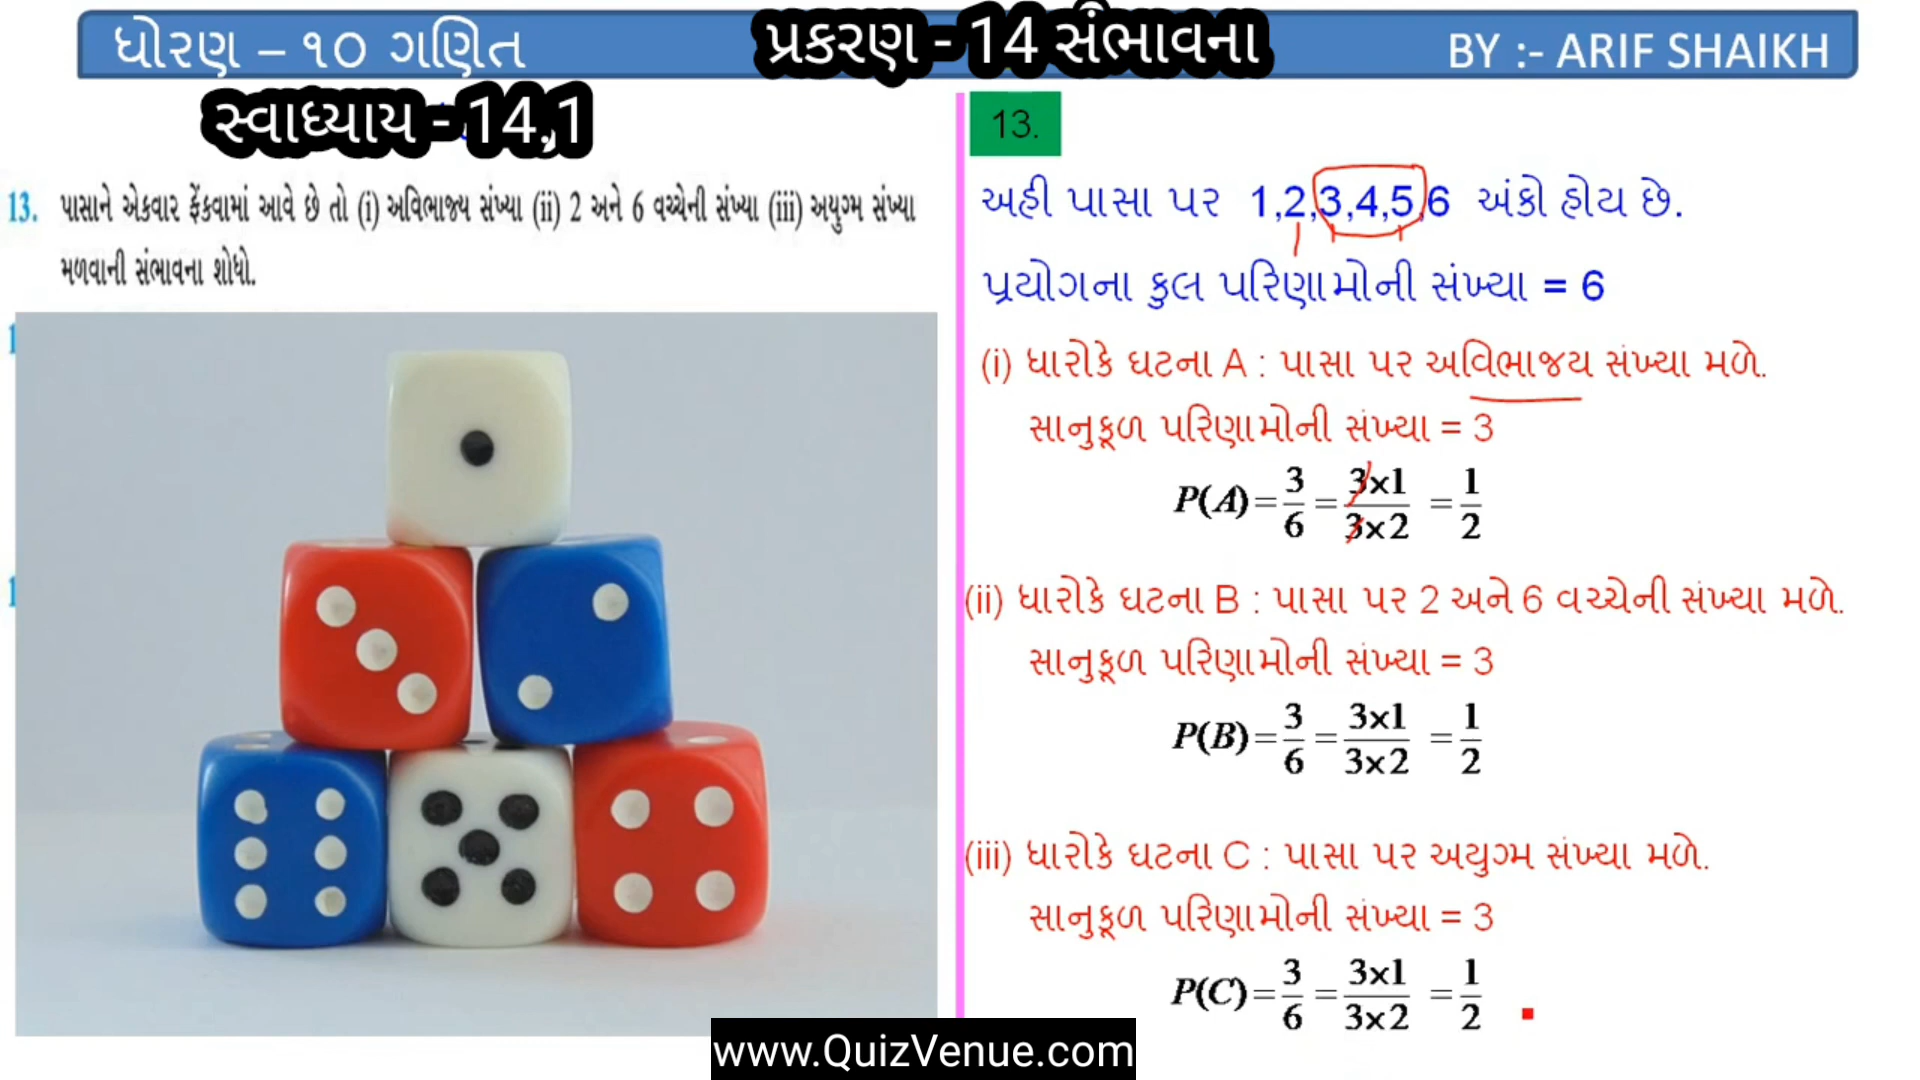 ધોરણ – ૧૦ ગણિત
પ્રકરણ - 14 સંભાવના
BY :- ARIF SHAIKH
સ્વાધ્યાય - 14.1
13. પાસાને એકવાર ફેંકવામાં આવે છે તો (i) અવિભાજ્ય સંખ્યા (ii) 2 અને 6 વચ્ચેની સંખ્યા (iii) અયુગ્મ સંખ્યા
મળવાની સંભાવના શોધો.
13.
અહી પાસા પર 1,2,3,4,5,6 અંકો હોય છે.
પ્રયોગના કુલ પરિણામોની સંખ્યા = 6
(i) ધારોકે ઘટના A : પાસા પર અવિભાજય સંખ્યા મળે.
સાનુકૂળ પરિણામોની સંખ્યા = 3
P(A) = 3/6 = 3x1/3x2 = 1/2
(ii) ધારોકે ઘટના B : પાસા પર 2 અને 6 વચ્ચેની સંખ્યા મળે.
સાનુકૂળ પરિણામોની સંખ્યા = 3
P(B) = 3/6 = 3x1/3x2 = 1/2
(iii) ધારોકે ઘટના C : પાસા પર અયુગ્મ સંખ્યા મળે.
સાનુકૂળ પરિણામોની સંખ્યા = 3
P(C) = 3/6 = 3x1/3x2 = 1/2
www.QuizVenue.com